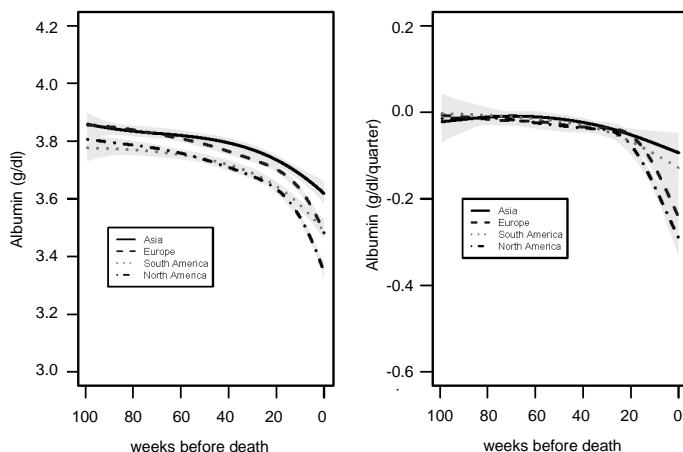 4.2
4.0
3.8
3.6
3.4
3.2
3.0
Albumin (g/dl)
Asia
Europe
South America
North America
100 80 60 40 20 0
weeks before death
0.2
0.0
-0.2
-0.4
-0.6
Albumin (g/dl/quarter)
Asia
Europe
South America
North America
100 80 60 40 20 0
weeks before death